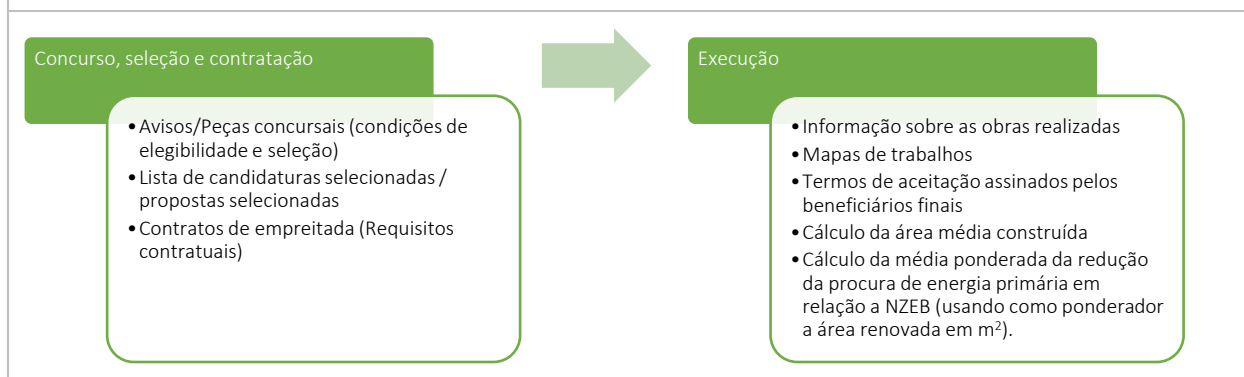 Concurso, seleção e contratação
•Avisos/Peças concursais (condições de
elegibilidade e seleção)
•Lista de candidaturas selecionadas /
propostas selecionadas
•Contratos de empreitada (Requisitos
contratuais)
Execução
•Informação sobre as obras realizadas
•Mapas de trabalhos
•Termos de aceitação assinados pelos
beneficiários finais
•Cálculo da área média construída
•Cálculo da média ponderada da redução
da procura de energia primária em
relação a NZEB (usando como ponderador
a área renovada em m²).